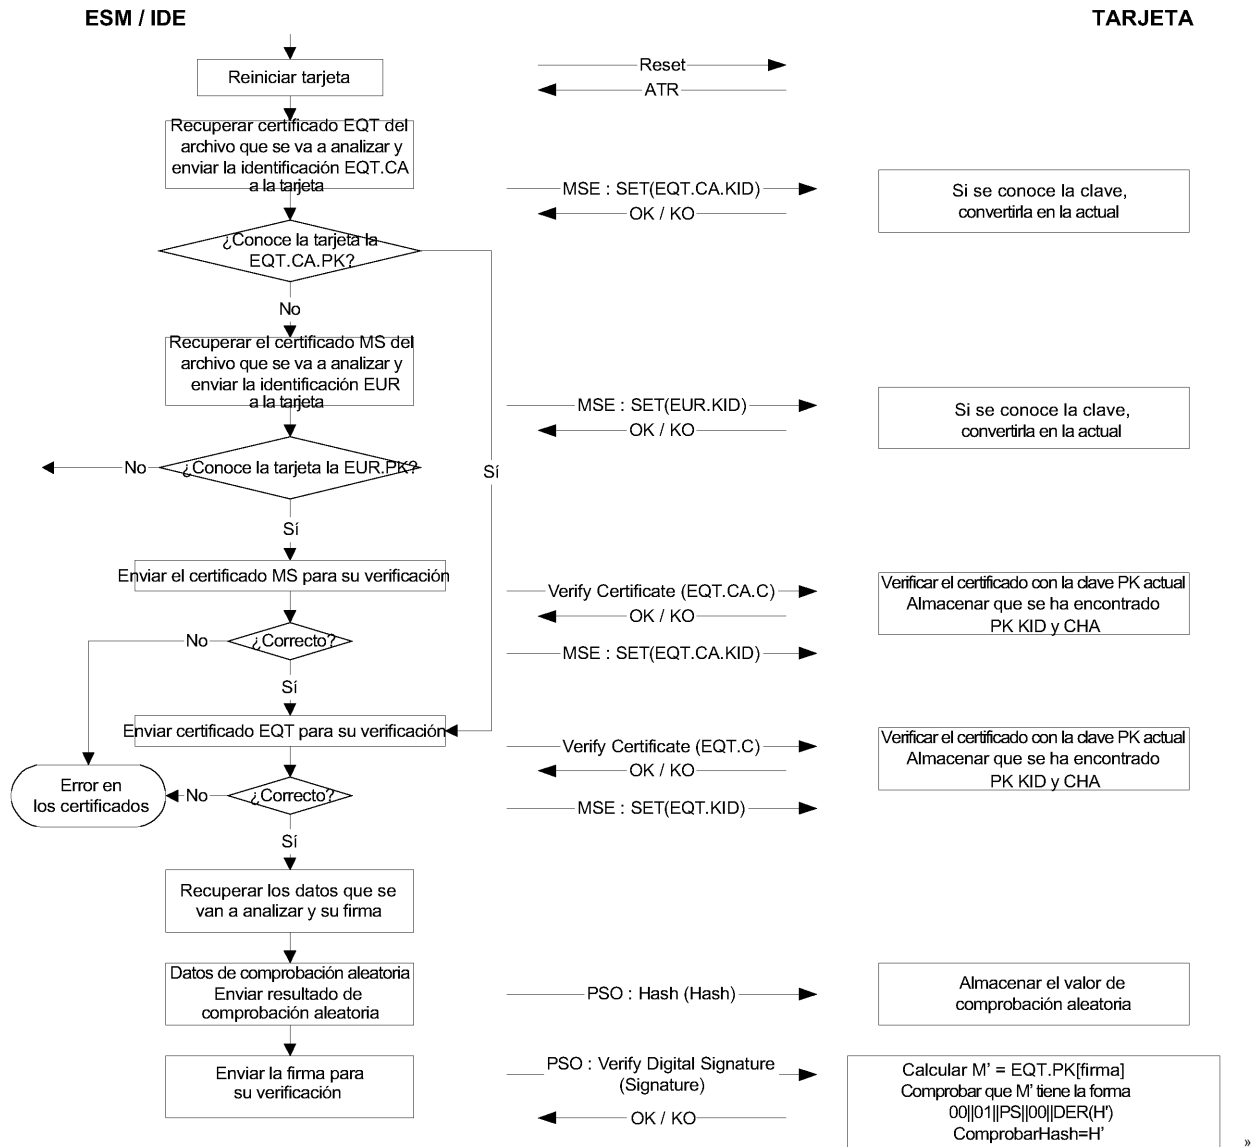 ESM / IDE
TARJETA
Reiniciar tarjeta
Reset
ATR
Recuperar certificado EQT del
archivo que se va a analizar y
enviar la identificación EQT.CA
a la tarjeta
MSE : SET(EQT.CA.KID)
OK / KO
Si se conoce la clave,
convertirla en la actual
¿Conoce la tarjeta la
EQT.CA.PK?
No
Recuperar el certificado MS del
archivo que se va a analizar y
enviar la identificación EUR
a la tarjeta
MSE : SET(EUR.KID)
OK / KO
Si se conoce la clave,
convertirla en la actual
No
¿Conoce la tarjeta la EUR.PK?
Sí
Sí
Enviar el certificado MS para su verificación
Verify Certificate (EQT.CA.C)
OK / KO
MSE : SET(EQT.CA.KID)
Verificar el certificado con la clave PK actual
Almacenar que se ha encontrado
PK KID y CHA
No
¿Correcto?
Sí
Enviar certificado EQT para su verificación
Verify Certificate (EQT.C)
OK / KO
MSE : SET(EQT.KID)
Verificar el certificado con la clave PK actual
Almacenar que se ha encontrado
PK KID y CHA
Error en
los certificados
No
¿Correcto?
Sí
Recuperar los datos que se
van a analizar y su firma
Datos de comprobación aleatoria
Enviar resultado de
comprobación aleatoria
PSO : Hash (Hash)
Almacenar el valor de
comprobación aleatoria
Enviar la firma para
su verificación
PSO : Verify Digital Signature
(Signature)
OK / KO
Calcular M' = EQT.PK[firma]
Comprobar que M' tiene la forma
00||01||PS||00||DER(H')
ComprobarHash=H'
»